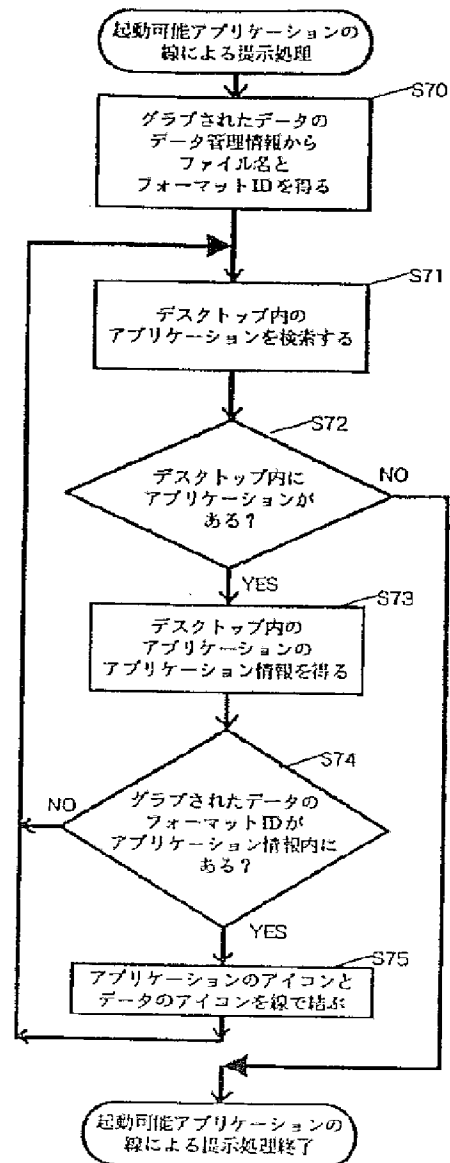 起動可能アプリケーションの
線による提示処理
S70
グラブされたデータの
データ管理情報から
ファイル名と
フォーマットIDを得る
S71
デスクトップ内の
アプリケーションを検索する
S72
デスクトップ内に
アプリケーションが
ある？
NO
YES
S73
デスクトップ内の
アプリケーションの
アプリケーション情報を得る
S74
グラブされたデータの
フォーマットIDが
アプリケーション情報内に
ある？
NO
YES
S75
アプリケーションのアイコンと
データのアイコンを線で結ぶ
起動可能アプリケーションの
線による提示処理終了